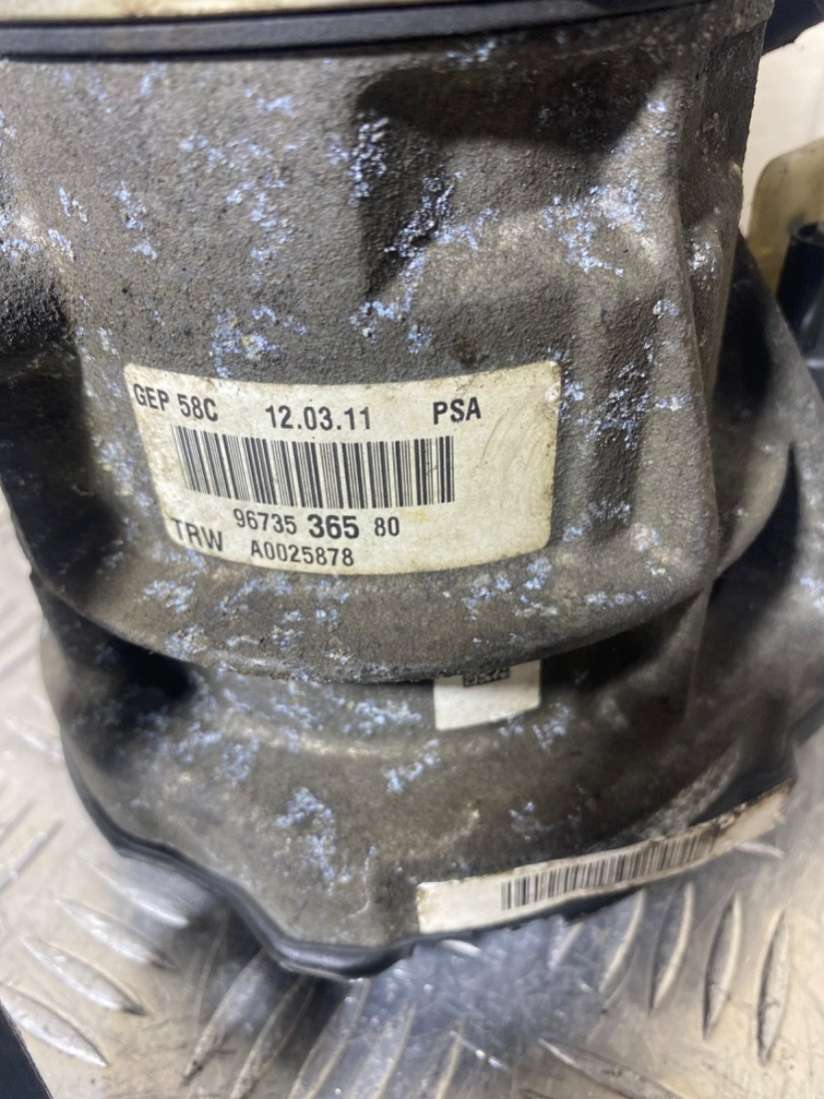 GEP 58C 12.03.11 PSA
96735 365 80
TRW A0025878